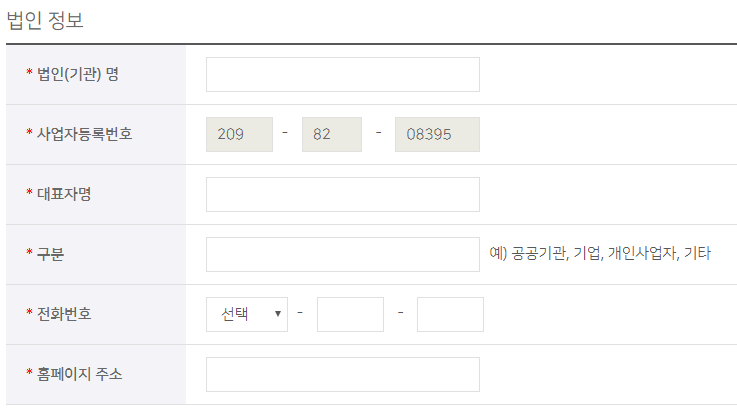 법인 정보
* 법인(기관) 명
* 사업자등록번호 209 - 82 - 08395
* 대표자명
* 구분 예) 공공기관, 기업, 개인사업자, 기타
* 전화번호 선택 ▼ - -
* 홈페이지 주소